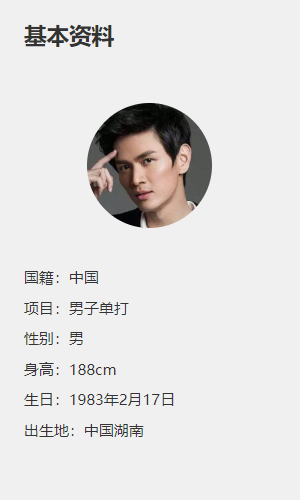 基本资料
国籍：中国
项目：男子单打
性别：男
身高：188cm
生日：1983年2月17日
出生地：中国湖南